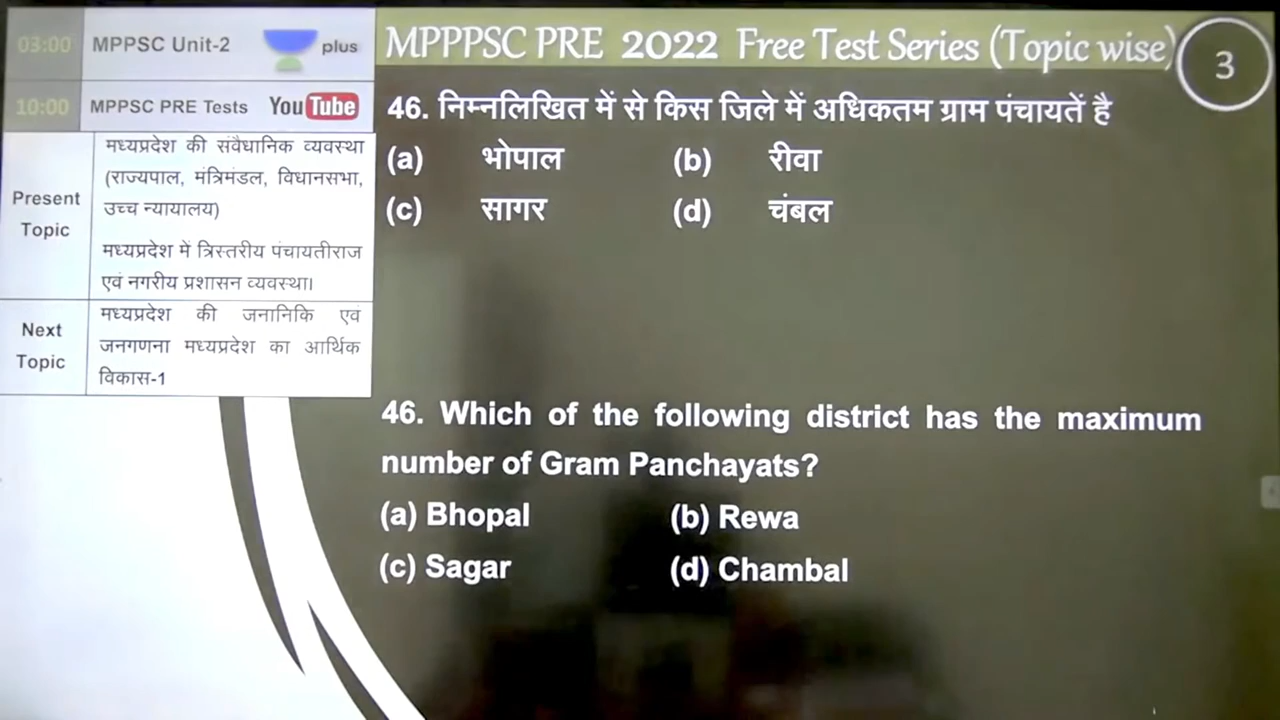 03:00 MPPSC Unit-2 plus
10:00 MPPSC PRE Tests YouTube
Present Topic
मध्यप्रदेश की संवैधानिक व्यवस्था
(राज्यपाल, मंत्रिमंडल, विधानसभा,
उच्च न्यायालय)
मध्यप्रदेश में त्रिस्तरीय पंचायतीराज
एवं नगरीय प्रशासन व्यवस्था।
Next Topic
मध्यप्रदेश की जनानिकि एवं
जनगणना मध्यप्रदेश का आर्थिक
विकास-1
MPPPSC PRE 2022 Free Test Series (Topic wise)
3
46. निम्नलिखित में से किस जिले में अधिकतम ग्राम पंचायतें है
(a) भोपाल (b) रीवा
(c) सागर (d) चंबल
46. Which of the following district has the maximum
number of Gram Panchayats?
(a) Bhopal (b) Rewa
(c) Sagar (d) Chambal